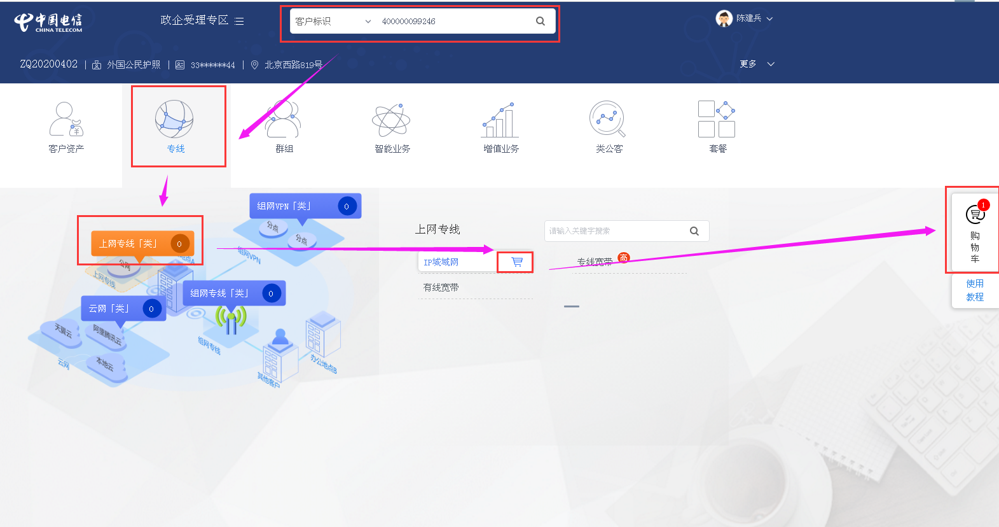 中国电信
CHINA TELECOM
政企受理专区
客户标识
400000099246
陈建兵
ZQ20200402 | 外国公民护照 | 33******44 | 北京西路819号
更多
客户资产
专线
群组
智能业务
增值业务
类公客
套餐
组网VPN「类」 0
上网专线「类」 0
组网专线「类」 0
云网「类」 0
分点
分点
组网VPN
公网
地点A
上网专线
天翼云
阿里腾讯云
本地云
云网
组网专线
其他客户
办公地点B
上网专线
请输入关键字搜索
IP城域网
专线宽带 高
有线宽带
1
购物车
使用教程